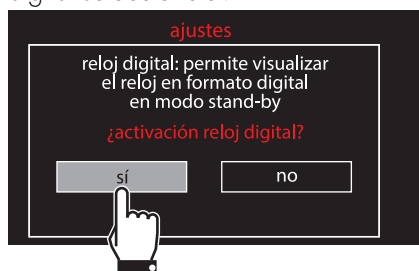 ajustes
reloj digital: permite visualizar
el reloj en formato digital
en modo stand-by
¿activación reloj digital?
sí
no